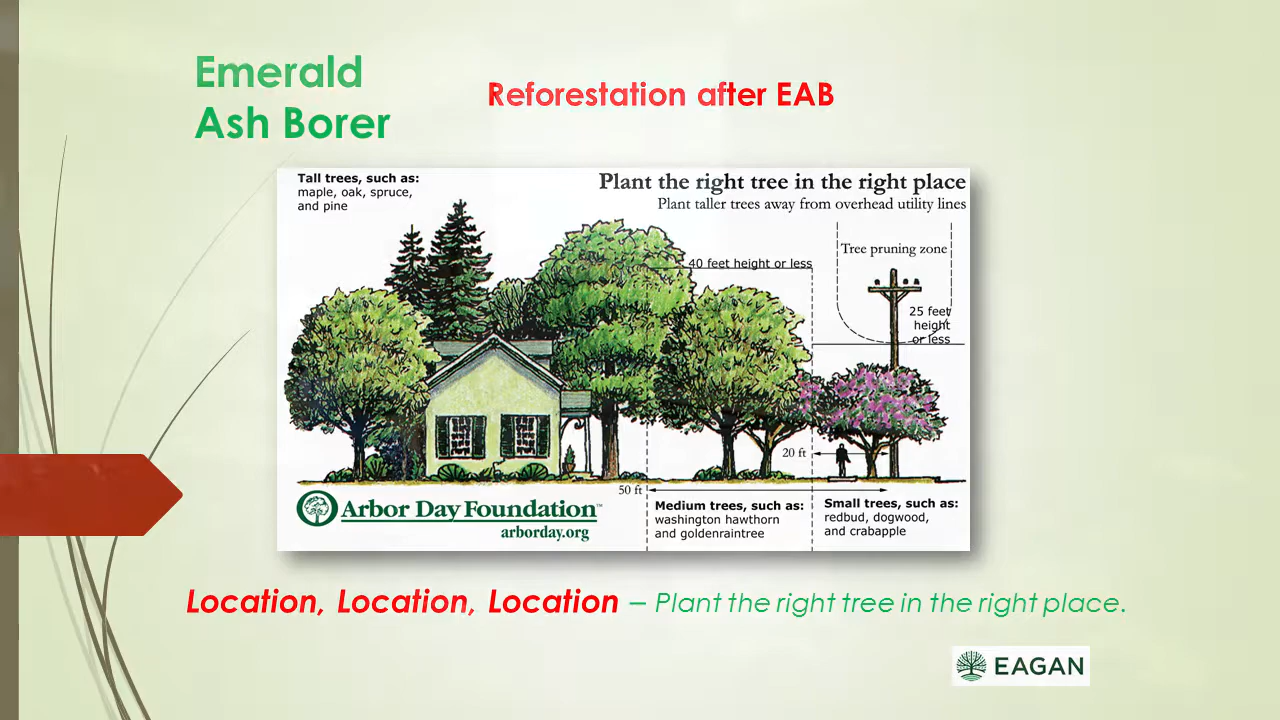 Emerald
Ash Borer
Reforestation after EAB
Tall trees, such as:
maple, oak, spruce,
and pine
Plant the right tree in the right place
Plant taller trees away from overhead utility lines
Tree pruning zone
40 feet height or less
25 feet
height
or less
20 ft
50 ft
Arbor Day Foundation™
arborday.org
Medium trees, such as:
washington hawthorn
and goldenraintree
Small trees, such as:
redbud, dogwood,
and crabapple
Location, Location, Location – Plant the right tree in the right place.
EAGAN